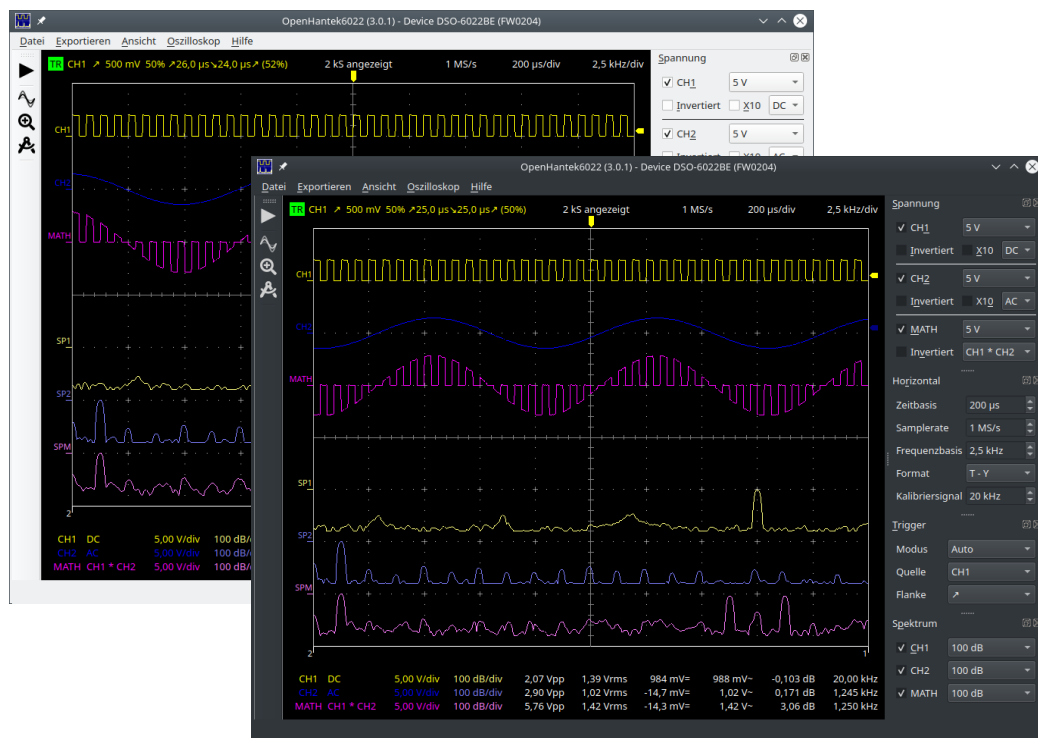 OpenHantek6022 (3.0.1) - Device DSO-6022BE (FW0204)
Datei Exportieren Ansicht Oszilloskop Hilfe
TR CH1 ↗ 500 mV 50% ↗26,0 µs↘24,0 µs↗ (52%) 2 kS angezeigt 1 MS/s 200 µs/div 2,5 kHz/div
Spannung
CH1 5 V
Invertiert X10 DC
CH2 5 V
CH1
CH2
MATH
SP1
SP2
SPM
2
CH1 DC 5,00 V/div 100 dB/
CH2 AC 5,00 V/div 100 dB/
MATH CH1 * CH2 5,00 V/div 100 dB/
OpenHantek6022 (3.0.1) - Device DSO-6022BE (FW0204)
Datei Exportieren Ansicht Oszilloskop Hilfe
TR CH1 ↗ 500 mV 50% ↗25,0 µs↘25,0 µs↗ (50%) 2 kS angezeigt 1 MS/s 200 µs/div 2,5 kHz/div
CH1
CH2
MATH
SP1
SP2
SPM
2 1
CH1 DC 5,00 V/div 100 dB/div 2,07 Vpp 1,39 Vrms 984 mV= 988 mV~ -0,103 dB 20,00 kHz
CH2 AC 5,00 V/div 100 dB/div 2,90 Vpp 1,02 Vrms -14,7 mV= 1,02 V~ 0,171 dB 1,245 kHz
MATH CH1 * CH2 5,00 V/div 100 dB/div 5,76 Vpp 1,42 Vrms -14,3 mV= 1,42 V~ 3,06 dB 1,250 kHz
Spannung
CH1 5 V
Invertiert X10 DC
CH2 5 V
Invertiert X10 AC
MATH 5 V
Invertiert CH1 * CH2
Horizontal
Zeitbasis 200 µs
Samplerate 1 MS/s
Frequenzbasis 2,5 kHz
Format T - Y
Kalibriersignal 20 kHz
Trigger
Modus Auto
Quelle CH1
Flanke ↗
Spektrum
CH1 100 dB
CH2 100 dB
MATH 100 dB